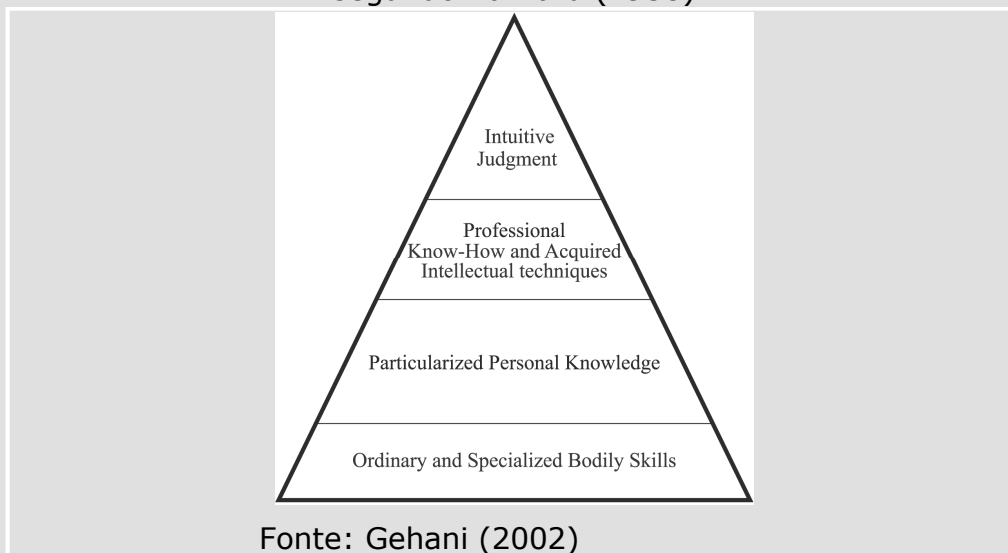 Intuitive
Judgment
Professional
Know-How and Acquired
Intellectual techniques
Particularized Personal Knowledge
Ordinary and Specialized Bodily Skills
Fonte: Gehani (2002)